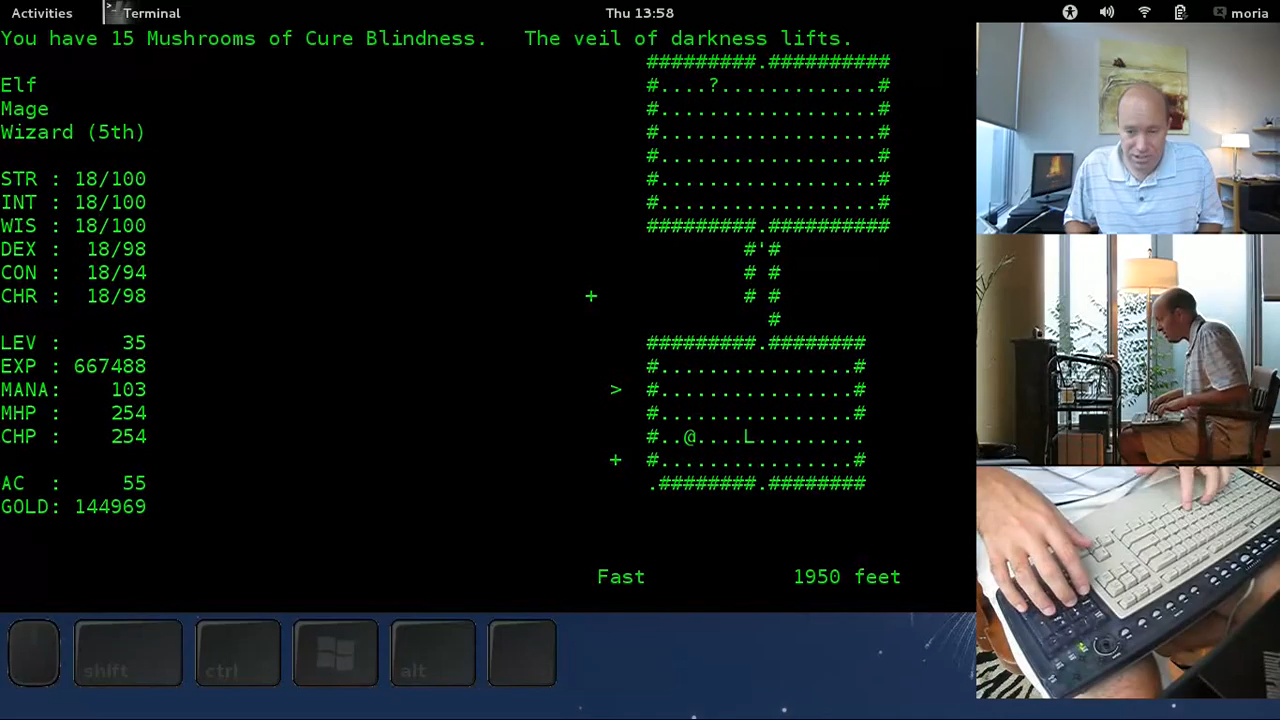 Activities Terminal Thu 13:58 moria
You have 15 Mushrooms of Cure Blindness. The veil of darkness lifts.
#########.##########
Elf #....?.............#
Mage #..................#
Wizard (5th) #..................#
#..................#
STR : 18/100 #..................#
INT : 18/100 #..................#
WIS : 18/100 #########.##########
DEX : 18/98 #'#
CON : 18/94 # #
CHR : 18/98 + # #
#
LEV : 35 #########.########
EXP : 667488 #................#
MANA: 103 > #................#
MHP : 254 #................#
CHP : 254 #..@....L.........
+ #................#
AC : 55 .########.########
GOLD: 144969
Fast 1950 feet
shift ctrl alt